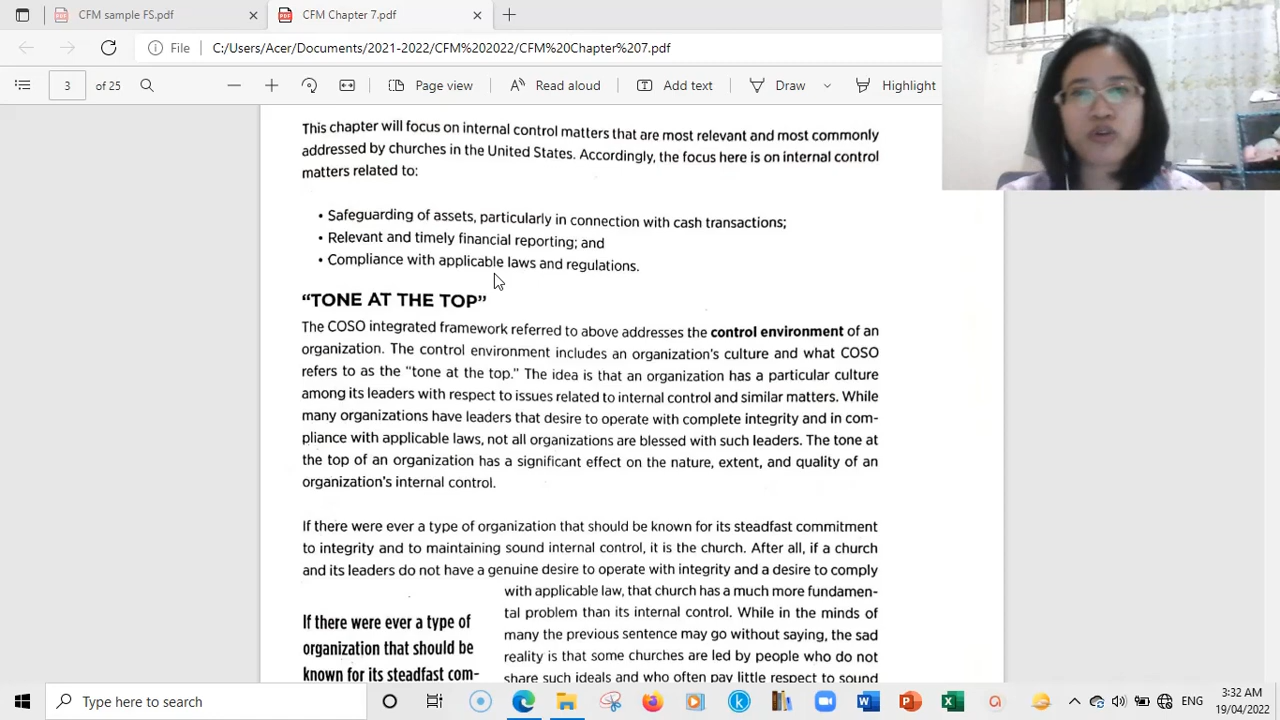 CFM sample FS.pdf
CFM Chapter 7.pdf
File
C:/Users/Acer/Documents/2021-2022/CFM%202022/CFM%20Chapter%207.pdf
3
of 25
Page view
Read aloud
Add text
Draw
Highlight
This chapter will focus on internal control matters that are most relevant and most commonly
addressed by churches in the United States. Accordingly, the focus here is on internal control
matters related to:
• Safeguarding of assets, particularly in connection with cash transactions;
• Relevant and timely financial reporting; and
• Compliance with applicable laws and regulations.
“TONE AT THE TOP”
The COSO integrated framework referred to above addresses the control environment of an
organization. The control environment includes an organization’s culture and what COSO
refers to as the “tone at the top.” The idea is that an organization has a particular culture
among its leaders with respect to issues related to internal control and similar matters. While
many organizations have leaders that desire to operate with complete integrity and in com-
pliance with applicable laws, not all organizations are blessed with such leaders. The tone at
the top of an organization has a significant effect on the nature, extent, and quality of an
organization’s internal control.
If there were ever a type of organization that should be known for its steadfast commitment
to integrity and to maintaining sound internal control, it is the church. After all, if a church
and its leaders do not have a genuine desire to operate with integrity and a desire to comply
with applicable law, that church has a much more fundamen-
tal problem than its internal control. While in the minds of
many the previous sentence may go without saying, the sad
reality is that some churches are led by people who do not
share such ideals and who often pay little respect to sound
If there were ever a type of
organization that should be
known for its steadfast com-
Type here to search
ENG
3:32 AM
19/04/2022